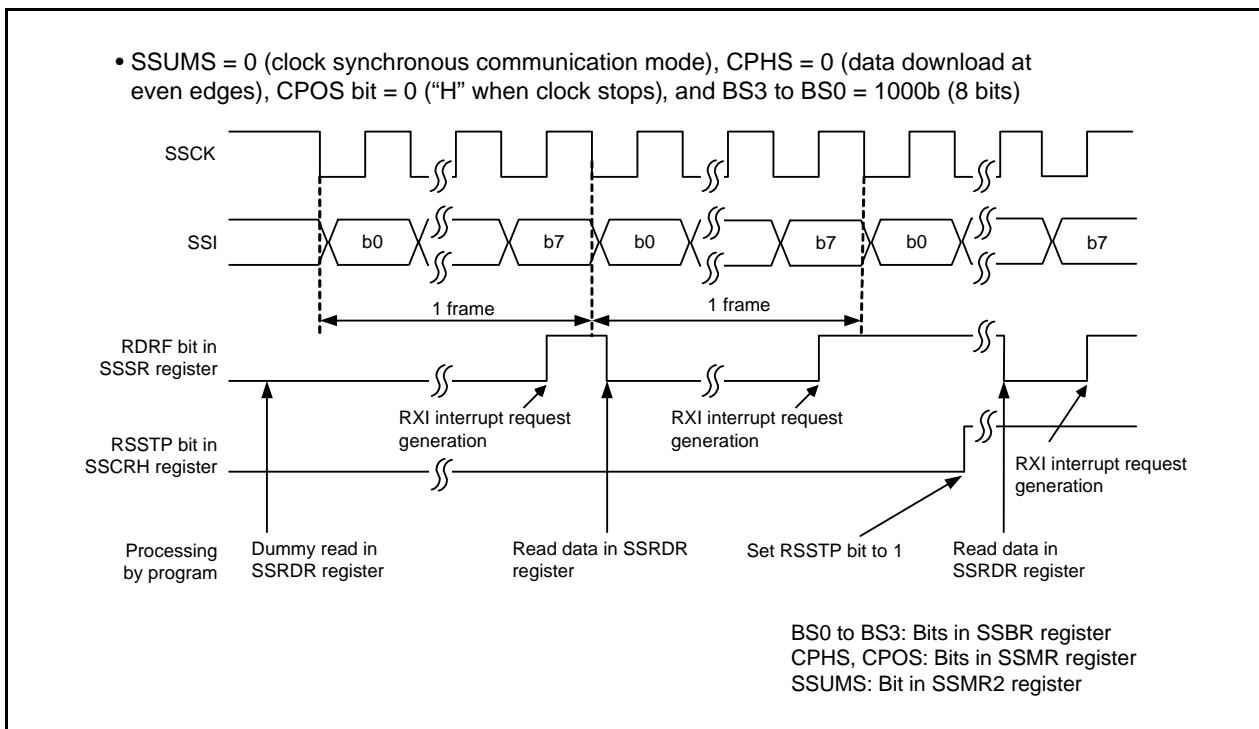 • SSUMS = 0 (clock synchronous communication mode), CPHS = 0 (data download at
even edges), CPOS bit = 0 (“H” when clock stops), and BS3 to BS0 = 1000b (8 bits)
SSCK
SSI
b0
b7
b0
b7
b0
b7
1 frame
1 frame
RDRF bit in
SSSR register
RXI interrupt request
generation
RXI interrupt request
generation
RSSTP bit in
SSCRH register
RXI interrupt request
generation
Processing
by program
Dummy read in
SSRDR register
Read data in SSRDR
register
Set RSSTP bit to 1
Read data in
SSRDR register
BS0 to BS3: Bits in SSBR register
CPHS, CPOS: Bits in SSMR register
SSUMS: Bit in SSMR2 register